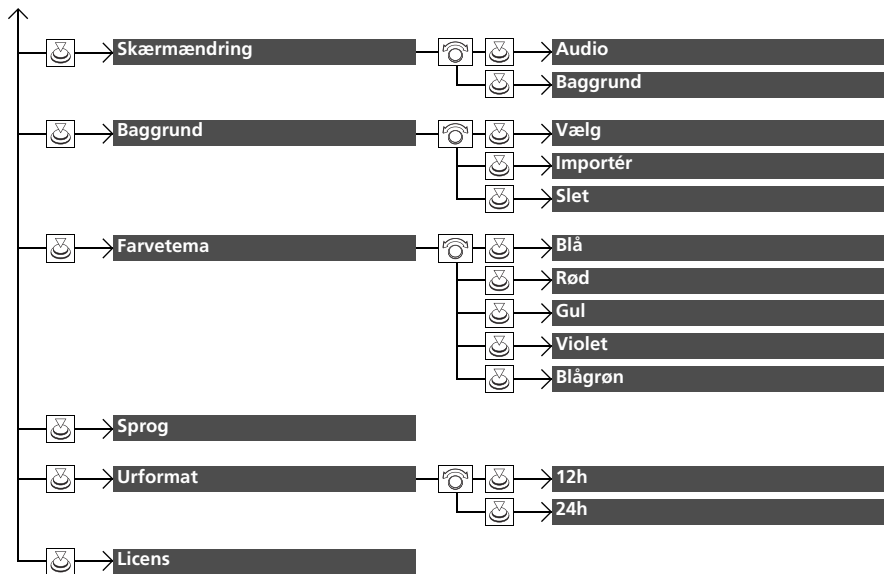 Skærmændring
Audio
Baggrund
Baggrund
Vælg
Importér
Slet
Farvetema
Blå
Rød
Gul
Violet
Blågrøn
Sprog
Urformat
12h
24h
Licens